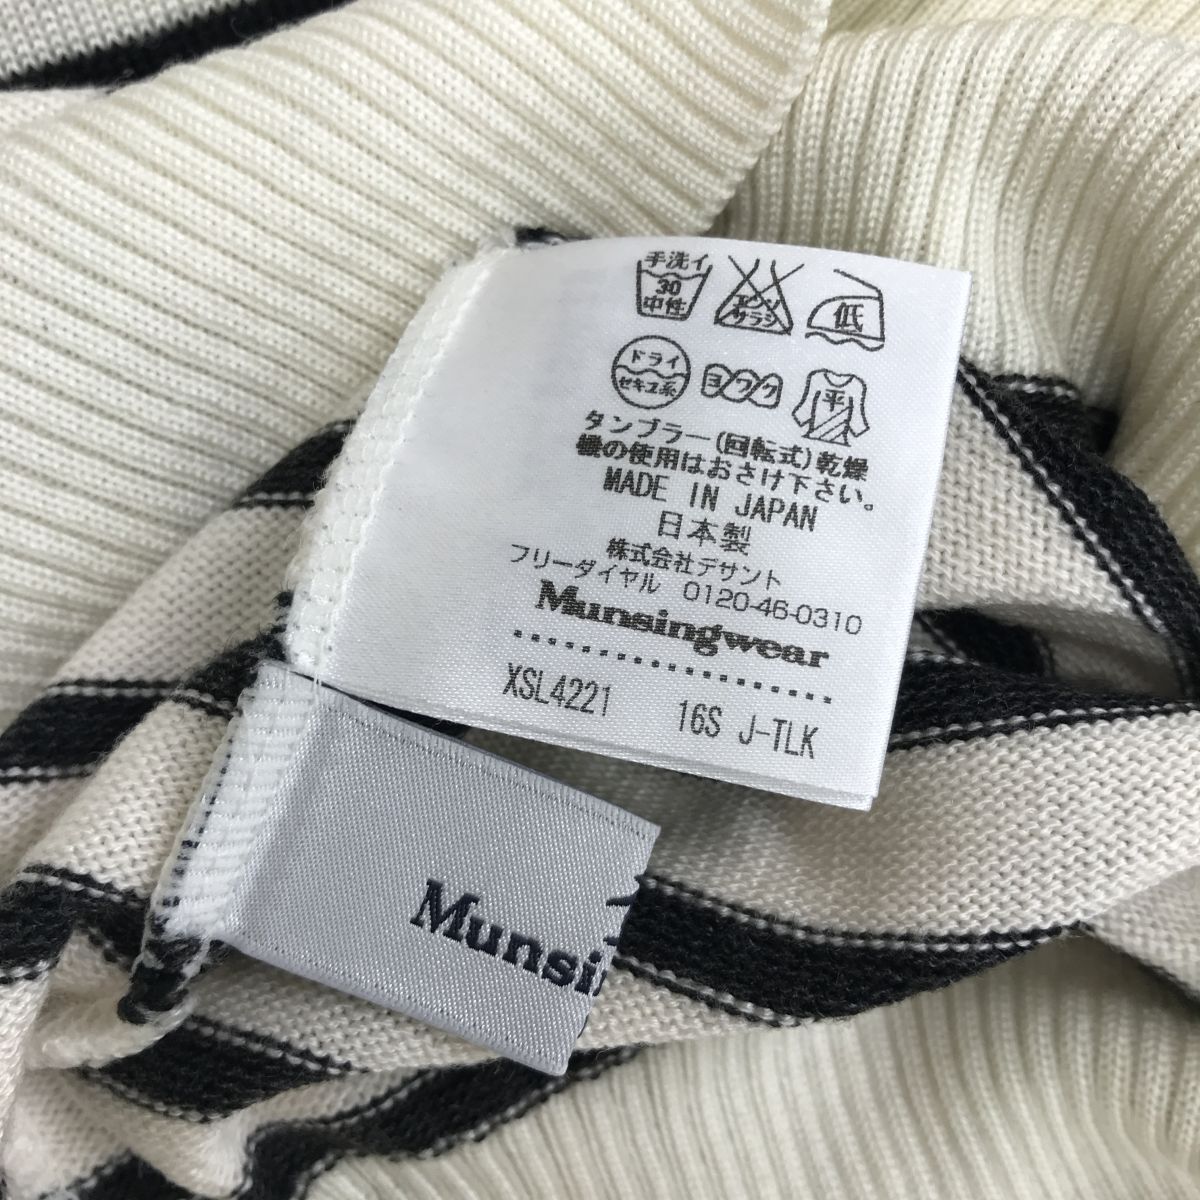 手洗イ
30
中性
エンソ
サラシ
低
ドライ
セキユ系
ヨワク
平
タンブラー(回転式)乾燥
機の使用はおさけ下さい。
MADE IN JAPAN
日本製
株式会社デサント
フリーダイヤル 0120-46-0310
Munsingwear
XSL4221 16S J-TLK
Munsi